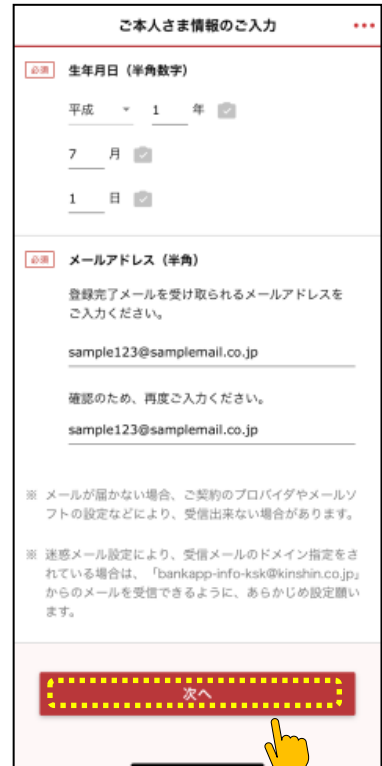 ご本人さま情報のご入力
必須 生年月日（半角数字）
平成 1 年
7 月
1 日
必須 メールアドレス（半角）
登録完了メールを受け取られるメールアドレスを
ご入力ください。
sample123@samplemail.co.jp
確認のため、再度ご入力ください。
sample123@samplemail.co.jp
※ メールが届かない場合、ご契約のプロバイダやメールソ
フトの設定などにより、受信出来ない場合があります。
※ 迷惑メール設定により、受信メールのドメイン指定をさ
れている場合は、「bankapp-info-ksk@kinshin.co.jp」
からのメールを受信できるように、あらかじめ設定願い
ます。
次へ